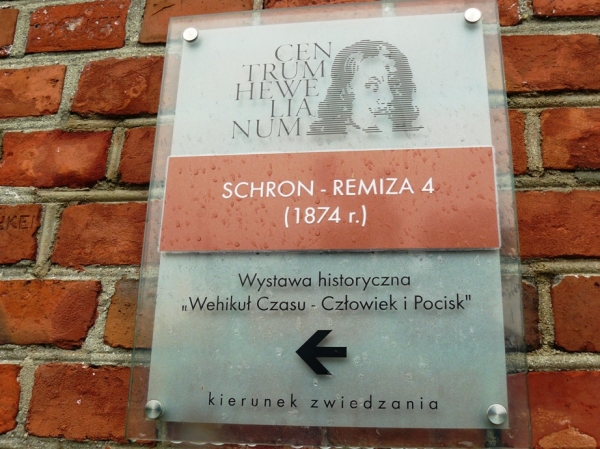 CEN
TRUM
HEWE
LIA
NUM
SCHRON - REMIZA 4
(1874 r.)
Wystawa historyczna
„Wehikuł Czasu - Człowiek i Pocisk"
kierunek zwiedzania